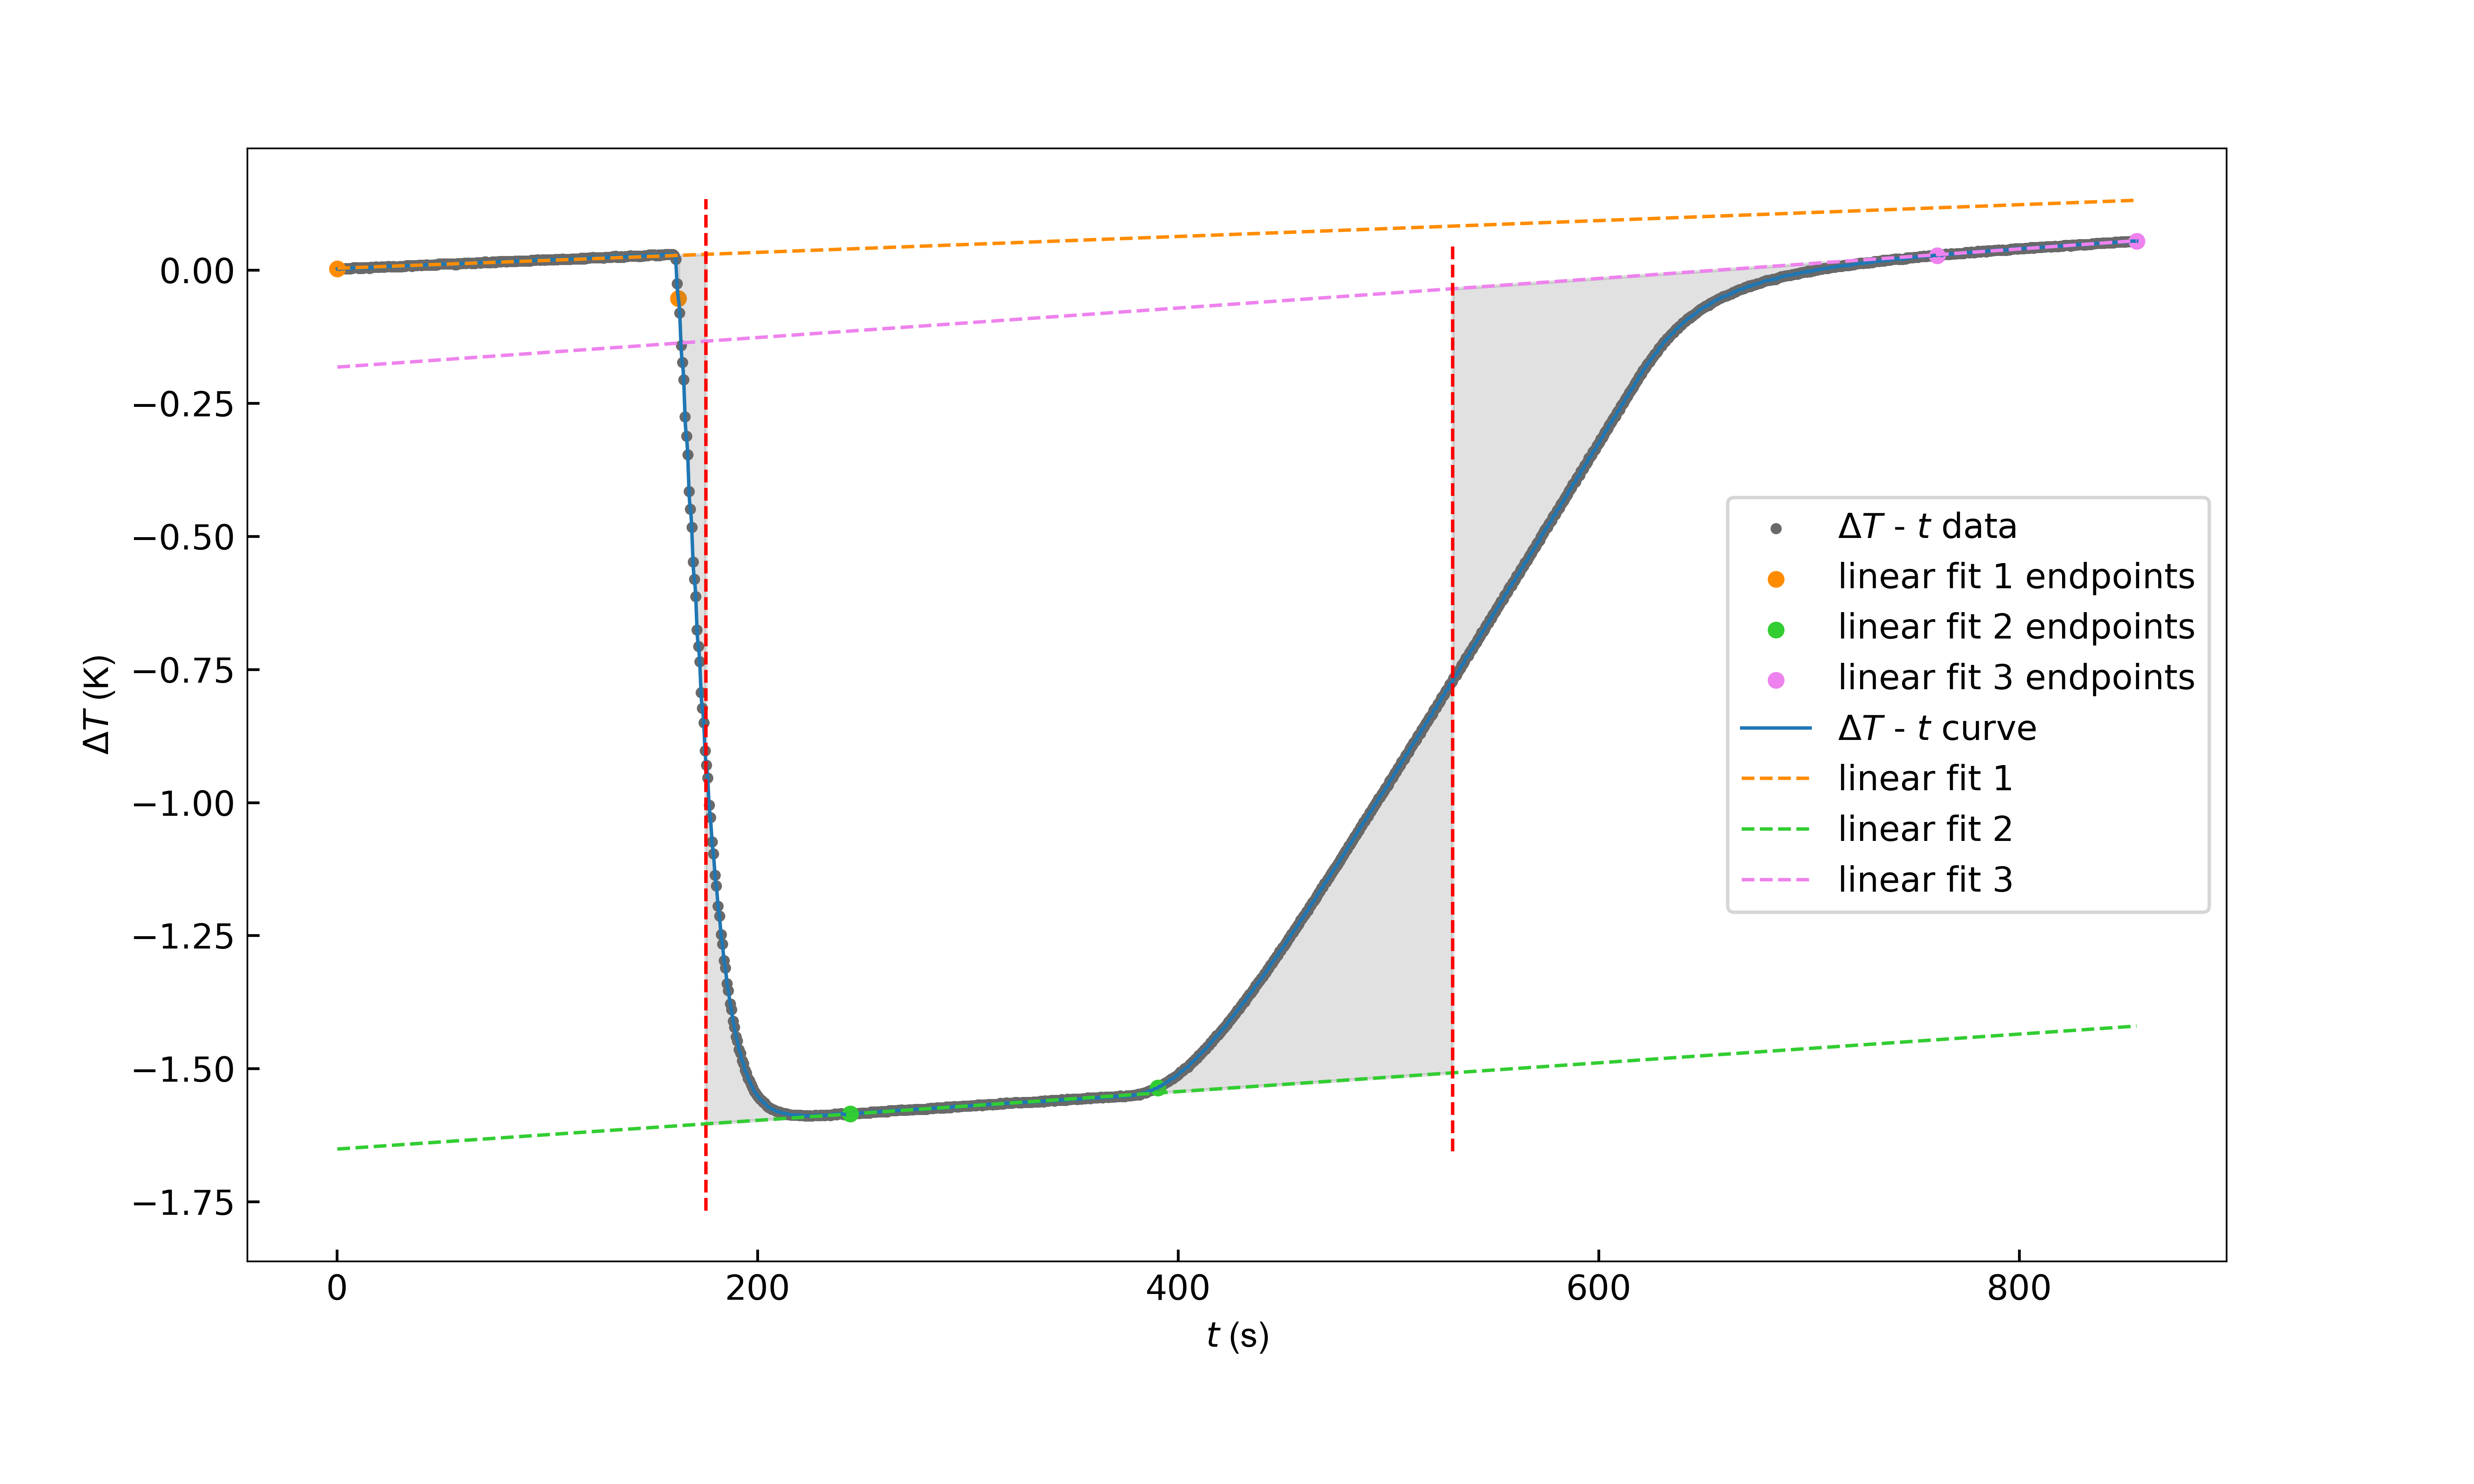 0.00
−0.25
−0.50
−0.75
−1.00
−1.25
−1.50
−1.75
ΔT (K)
0 200 400 600 800
t (s)
ΔT - t data
linear fit 1 endpoints
linear fit 2 endpoints
linear fit 3 endpoints
ΔT - t curve
linear fit 1
linear fit 2
linear fit 3